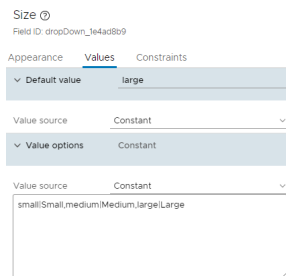 Size
Field ID: dropDown_1e4ad8b9
Appearance Values Constraints
Default value large
Value source Constant
Value options Constant
Value source Constant
small|Small,medium|Medium,large|Large